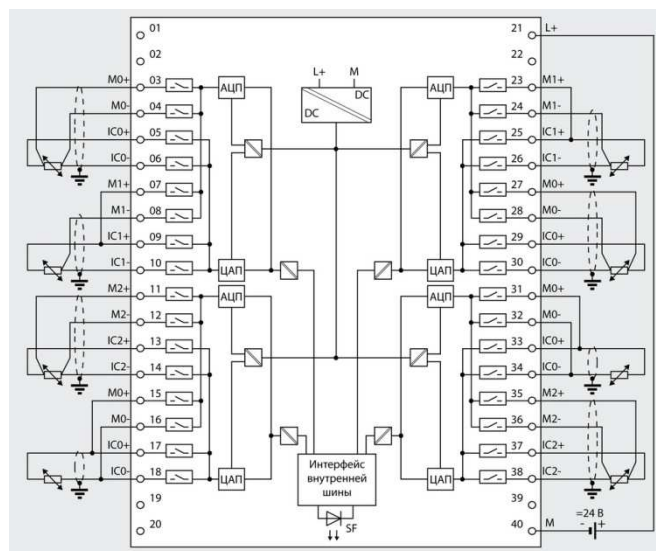 01
02
M0+ 03
M0- 04
IC0+ 05
IC0- 06
M1+ 07
M1- 08
IC1+ 09
IC1- 10
M2+ 11
M2- 12
IC2+ 13
IC2- 14
M0+ 15
M0- 16
IC0+ 17
IC0- 18
19
20
АЦП
ЦАП
АЦП
ЦАП
L+ M
DC
DC
Интерфейс
внутренней
шины
SF
АЦП
ЦАП
АЦП
ЦАП
21 L+
22
23 M1+
24 M1-
25 IC1+
26 IC1-
27 M0+
28 M0-
29 IC0+
30 IC0-
31 M0+
32 M0-
33 IC0+
34 IC0-
35 M2+
36 M2-
37 IC2+
38 IC2-
39
40 M
=24 В
- +